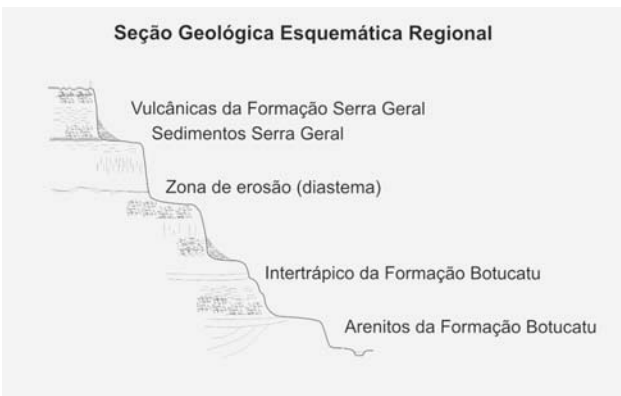 Seção Geológica Esquemática Regional
Vulcânicas da Formação Serra Geral
Sedimentos Serra Geral
Zona de erosão (diastema)
Intertrápico da Formação Botucatu
Arenitos da Formação Botucatu